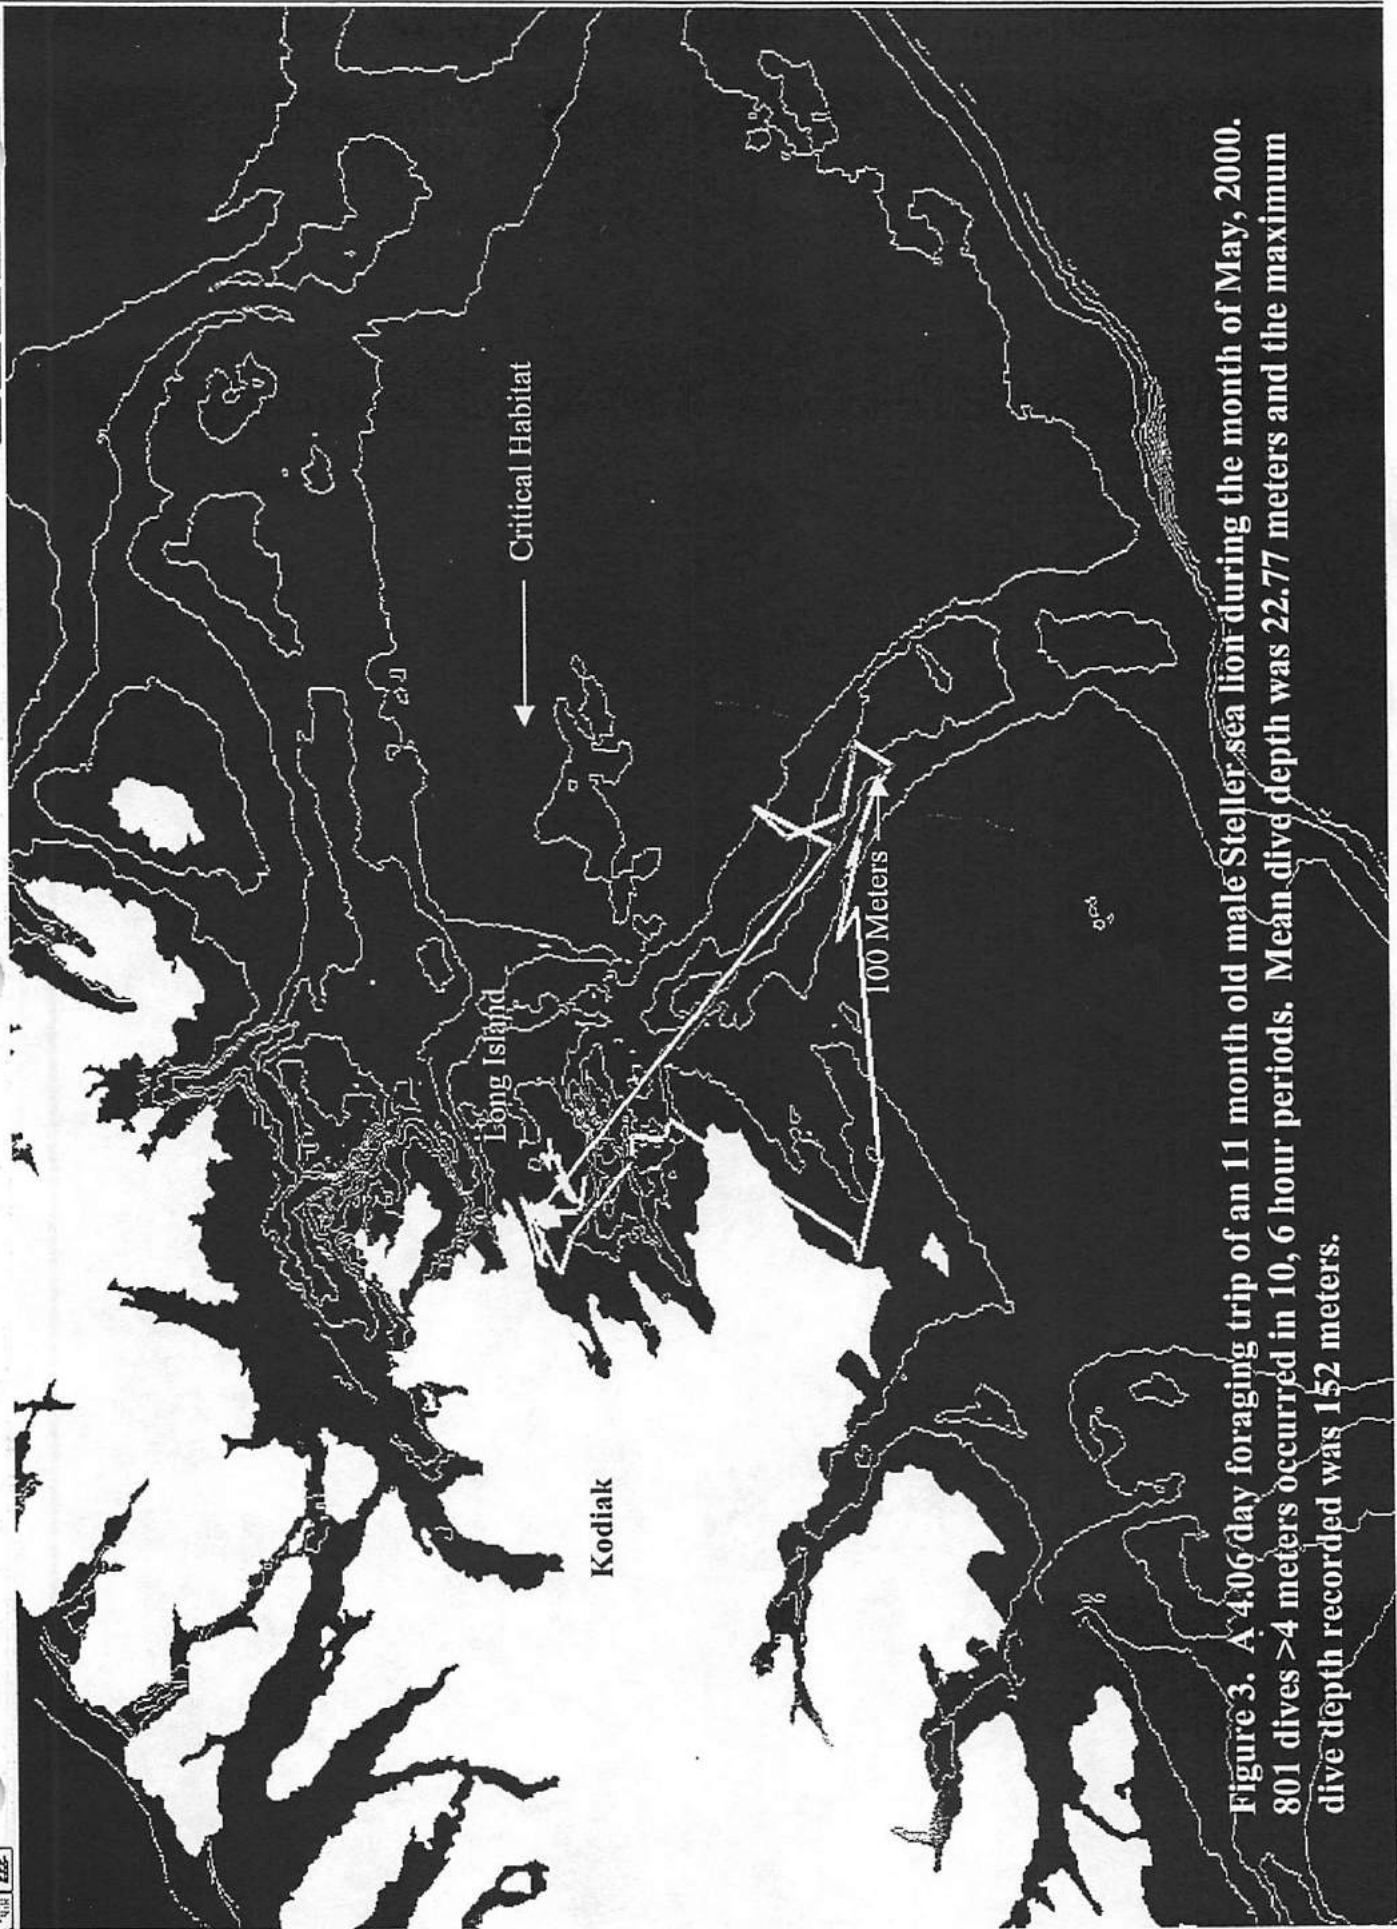 Critical Habitat
Long Island
100 Meters
Kodiak
Figure 3. A 4.06 day foraging trip of an 11 month old male Steller sea lion during the month of May, 2000.
801 dives >4 meters occurred in 10, 6 hour periods. Mean dive depth was 22.77 meters and the maximum
dive depth recorded was 152 meters.